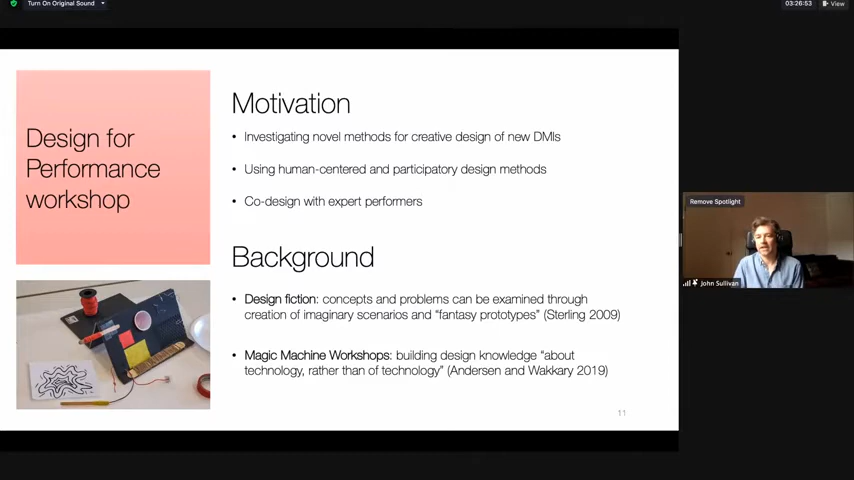 Turn On Original Sound
03:26:53
View
Design for
Performance
workshop
Motivation
• Investigating novel methods for creative design of new DMIs
• Using human-centered and participatory design methods
• Co-design with expert performers
Background
• Design fiction: concepts and problems can be examined through
creation of imaginary scenarios and “fantasy prototypes” (Sterling 2009)
• Magic Machine Workshops: building design knowledge “about
technology, rather than of technology” (Andersen and Wakkary 2019)
11
Remove Spotlight
John Sullivan